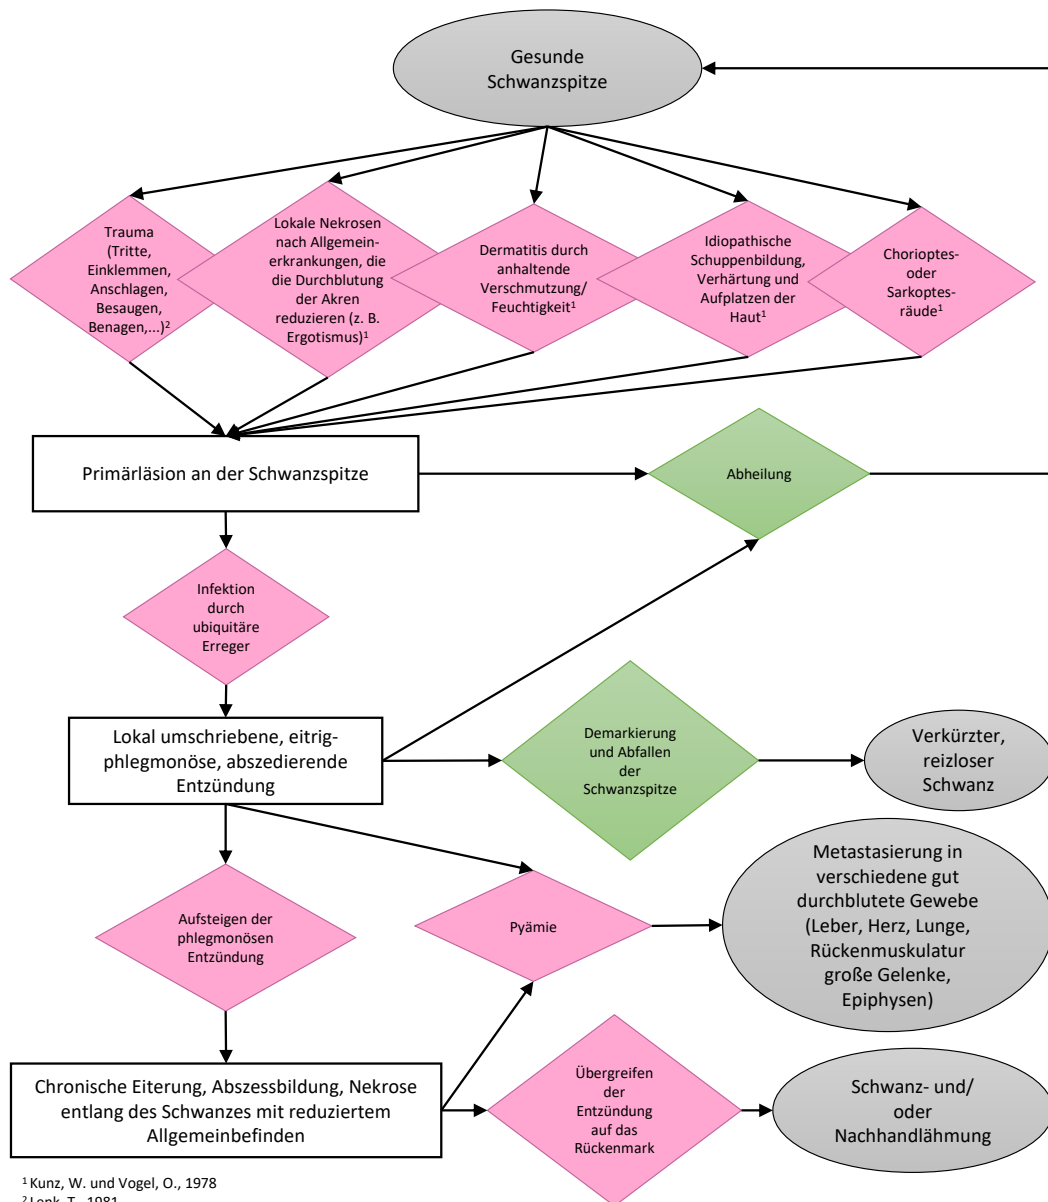 Gesunde
Schwanzspitze
Trauma
(Tritte,
Einklemmen,
Anschlagen,
Besaugen,
Benagen,...)²
Lokale Nekrosen
nach Allgemein-
erkrankungen, die
die Durchblutung
der Akren
reduzieren (z. B.
Ergotismus)¹
Dermatitis durch
anhaltende
Verschmutzung/
Feuchtigkeit¹
Idiopathische
Schuppenbildung,
Verhärtung und
Aufplatzen der
Haut¹
Chorioptes-
oder
Sarkoptes-
räude¹
Primärläsion an der Schwanzspitze
Abheilung
Infektion
durch
ubiquitäre
Erreger
Lokal umschriebene, eitrig-
phlegmonöse, abszedierende
Entzündung
Demarkierung
und Abfallen
der
Schwanzspitze
Verkürzter,
reizloser
Schwanz
Aufsteigen der
phlegmonösen
Entzündung
Pyämie
Metastasierung in
verschiedene gut
durchblutete Gewebe
(Leber, Herz, Lunge,
Rückenmuskulatur
große Gelenke,
Epiphysen)
Chronische Eiterung, Abszessbildung, Nekrose
entlang des Schwanzes mit reduziertem
Allgemeinbefinden
Übergreifen
der
Entzündung
auf das
Rückenmark
Schwanz- und/
oder
Nachhandlähmung
¹ Kunz, W. und Vogel, O., 1978
² Lenk, T., 1981